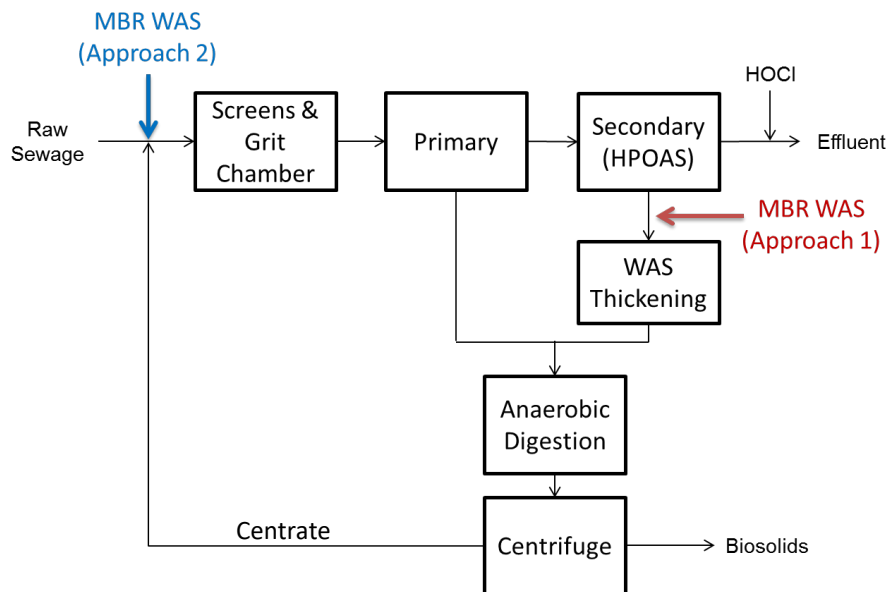 MBR WAS
(Approach 2)
HOCl
Raw
Sewage
Screens &
Grit
Chamber
Primary
Secondary
(HPOAS)
Effluent
MBR WAS
(Approach 1)
WAS
Thickening
Anaerobic
Digestion
Centrate
Centrifuge
Biosolids